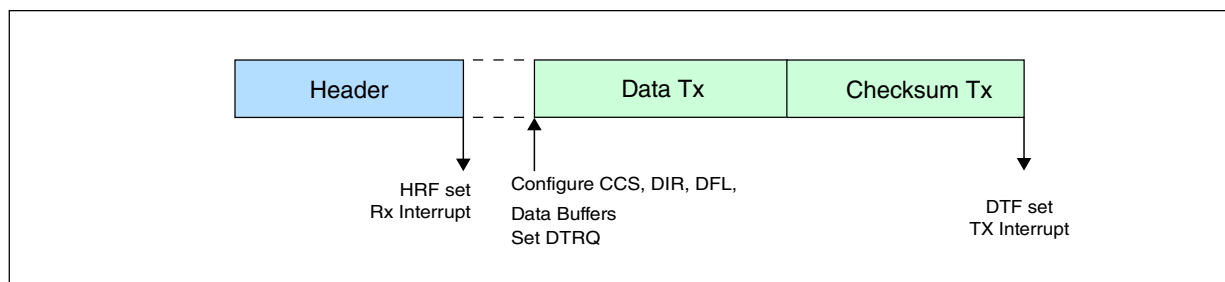 Header
Data Tx
Checksum Tx
HRF set
Rx Interrupt
Configure CCS, DIR, DFL,
Data Buffers
Set DTRQ
DTF set
TX Interrupt